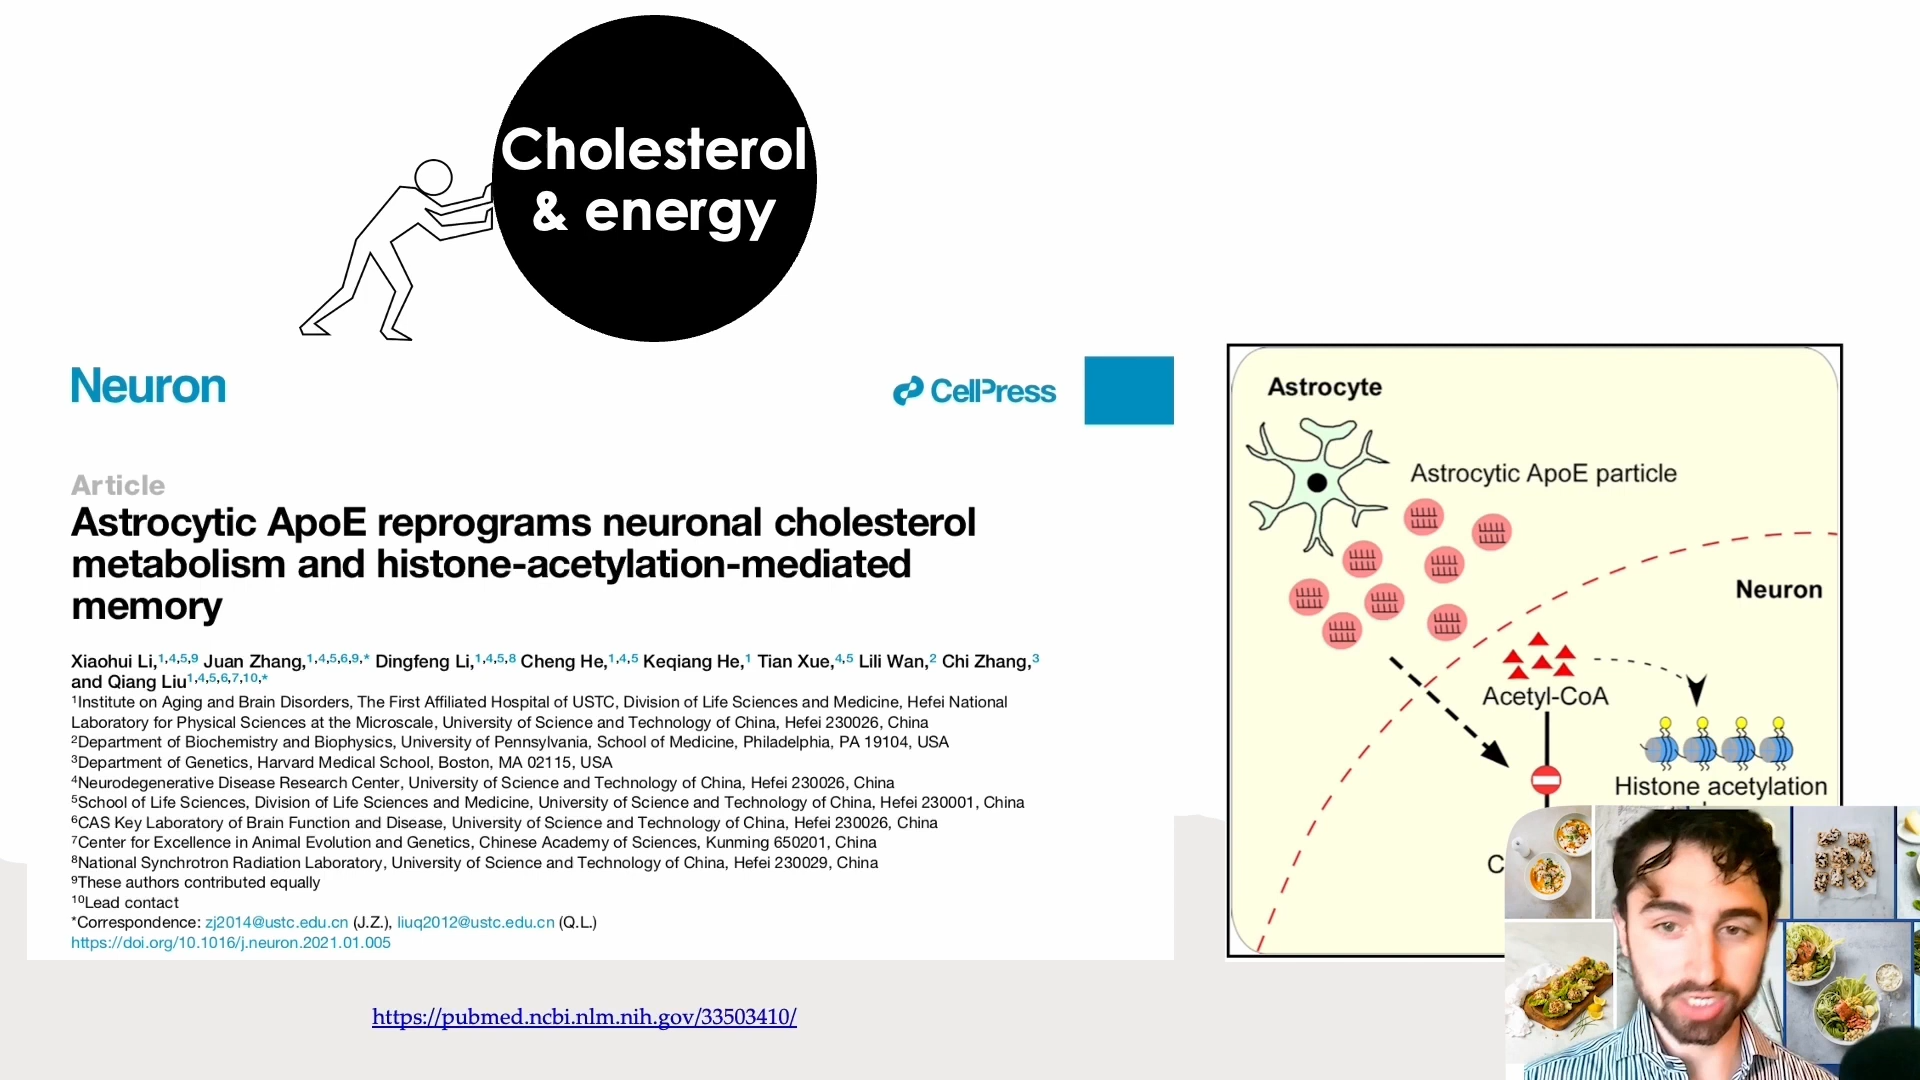 Cholesterol
& energy
Neuron
CellPress
Article
Astrocytic ApoE reprograms neuronal cholesterol
metabolism and histone-acetylation-mediated
memory
Xiaohui Li,1,4,5,9 Juan Zhang,1,4,5,6,9,* Dingfeng Li,1,4,5,8 Cheng He,1,4,5 Keqiang He,1 Tian Xue,4,5 Lili Wan,2 Chi Zhang,3
and Qiang Liu1,4,5,6,7,10,*
1Institute on Aging and Brain Disorders, The First Affiliated Hospital of USTC, Division of Life Sciences and Medicine, Hefei National
Laboratory for Physical Sciences at the Microscale, University of Science and Technology of China, Hefei 230026, China
2Department of Biochemistry and Biophysics, University of Pennsylvania, School of Medicine, Philadelphia, PA 19104, USA
3Department of Genetics, Harvard Medical School, Boston, MA 02115, USA
4Neurodegenerative Disease Research Center, University of Science and Technology of China, Hefei 230026, China
5School of Life Sciences, Division of Life Sciences and Medicine, University of Science and Technology of China, Hefei 230001, China
6CAS Key Laboratory of Brain Function and Disease, University of Science and Technology of China, Hefei 230026, China
7Center for Excellence in Animal Evolution and Genetics, Chinese Academy of Sciences, Kunming 650201, China
8National Synchrotron Radiation Laboratory, University of Science and Technology of China, Hefei 230029, China
9These authors contributed equally
10Lead contact
*Correspondence: zj2014@ustc.edu.cn (J.Z.), liuq2012@ustc.edu.cn (Q.L.)
https://doi.org/10.1016/j.neuron.2021.01.005
https://pubmed.ncbi.nlm.nih.gov/33503410/
Astrocyte
Astrocytic ApoE particle
Neuron
Acetyl-CoA
Histone acetylation